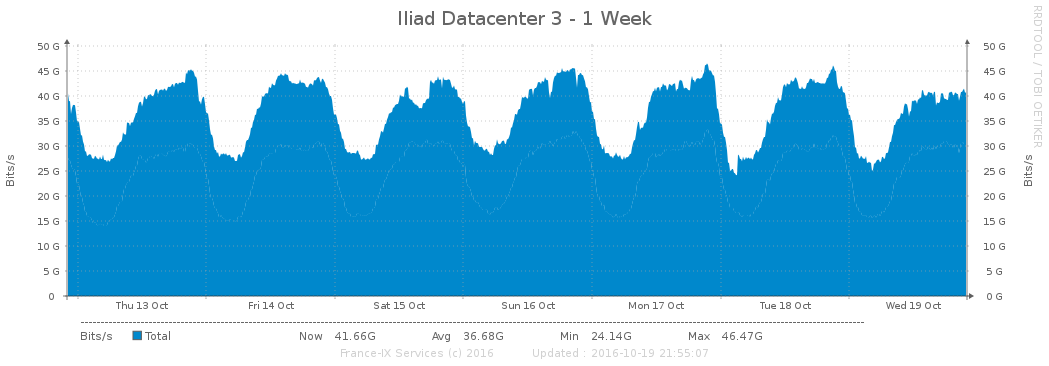 Iliad Datacenter 3 - 1 Week
RRDTOOL / TOBI OETIKER
Bits/s
Bits/s
50 G 50 G
45 G 45 G
40 G 40 G
35 G 35 G
30 G 30 G
25 G 25 G
20 G 20 G
15 G 15 G
10 G 10 G
5 G 5 G
0 0 G
Thu 13 Oct Fri 14 Oct Sat 15 Oct Sun 16 Oct Mon 17 Oct Tue 18 Oct Wed 19 Oct
Bits/s Total Now 41.66G Avg 36.68G Min 24.14G Max 46.47G
France-IX Services (c) 2016 Updated : 2016-10-19 21:55:07